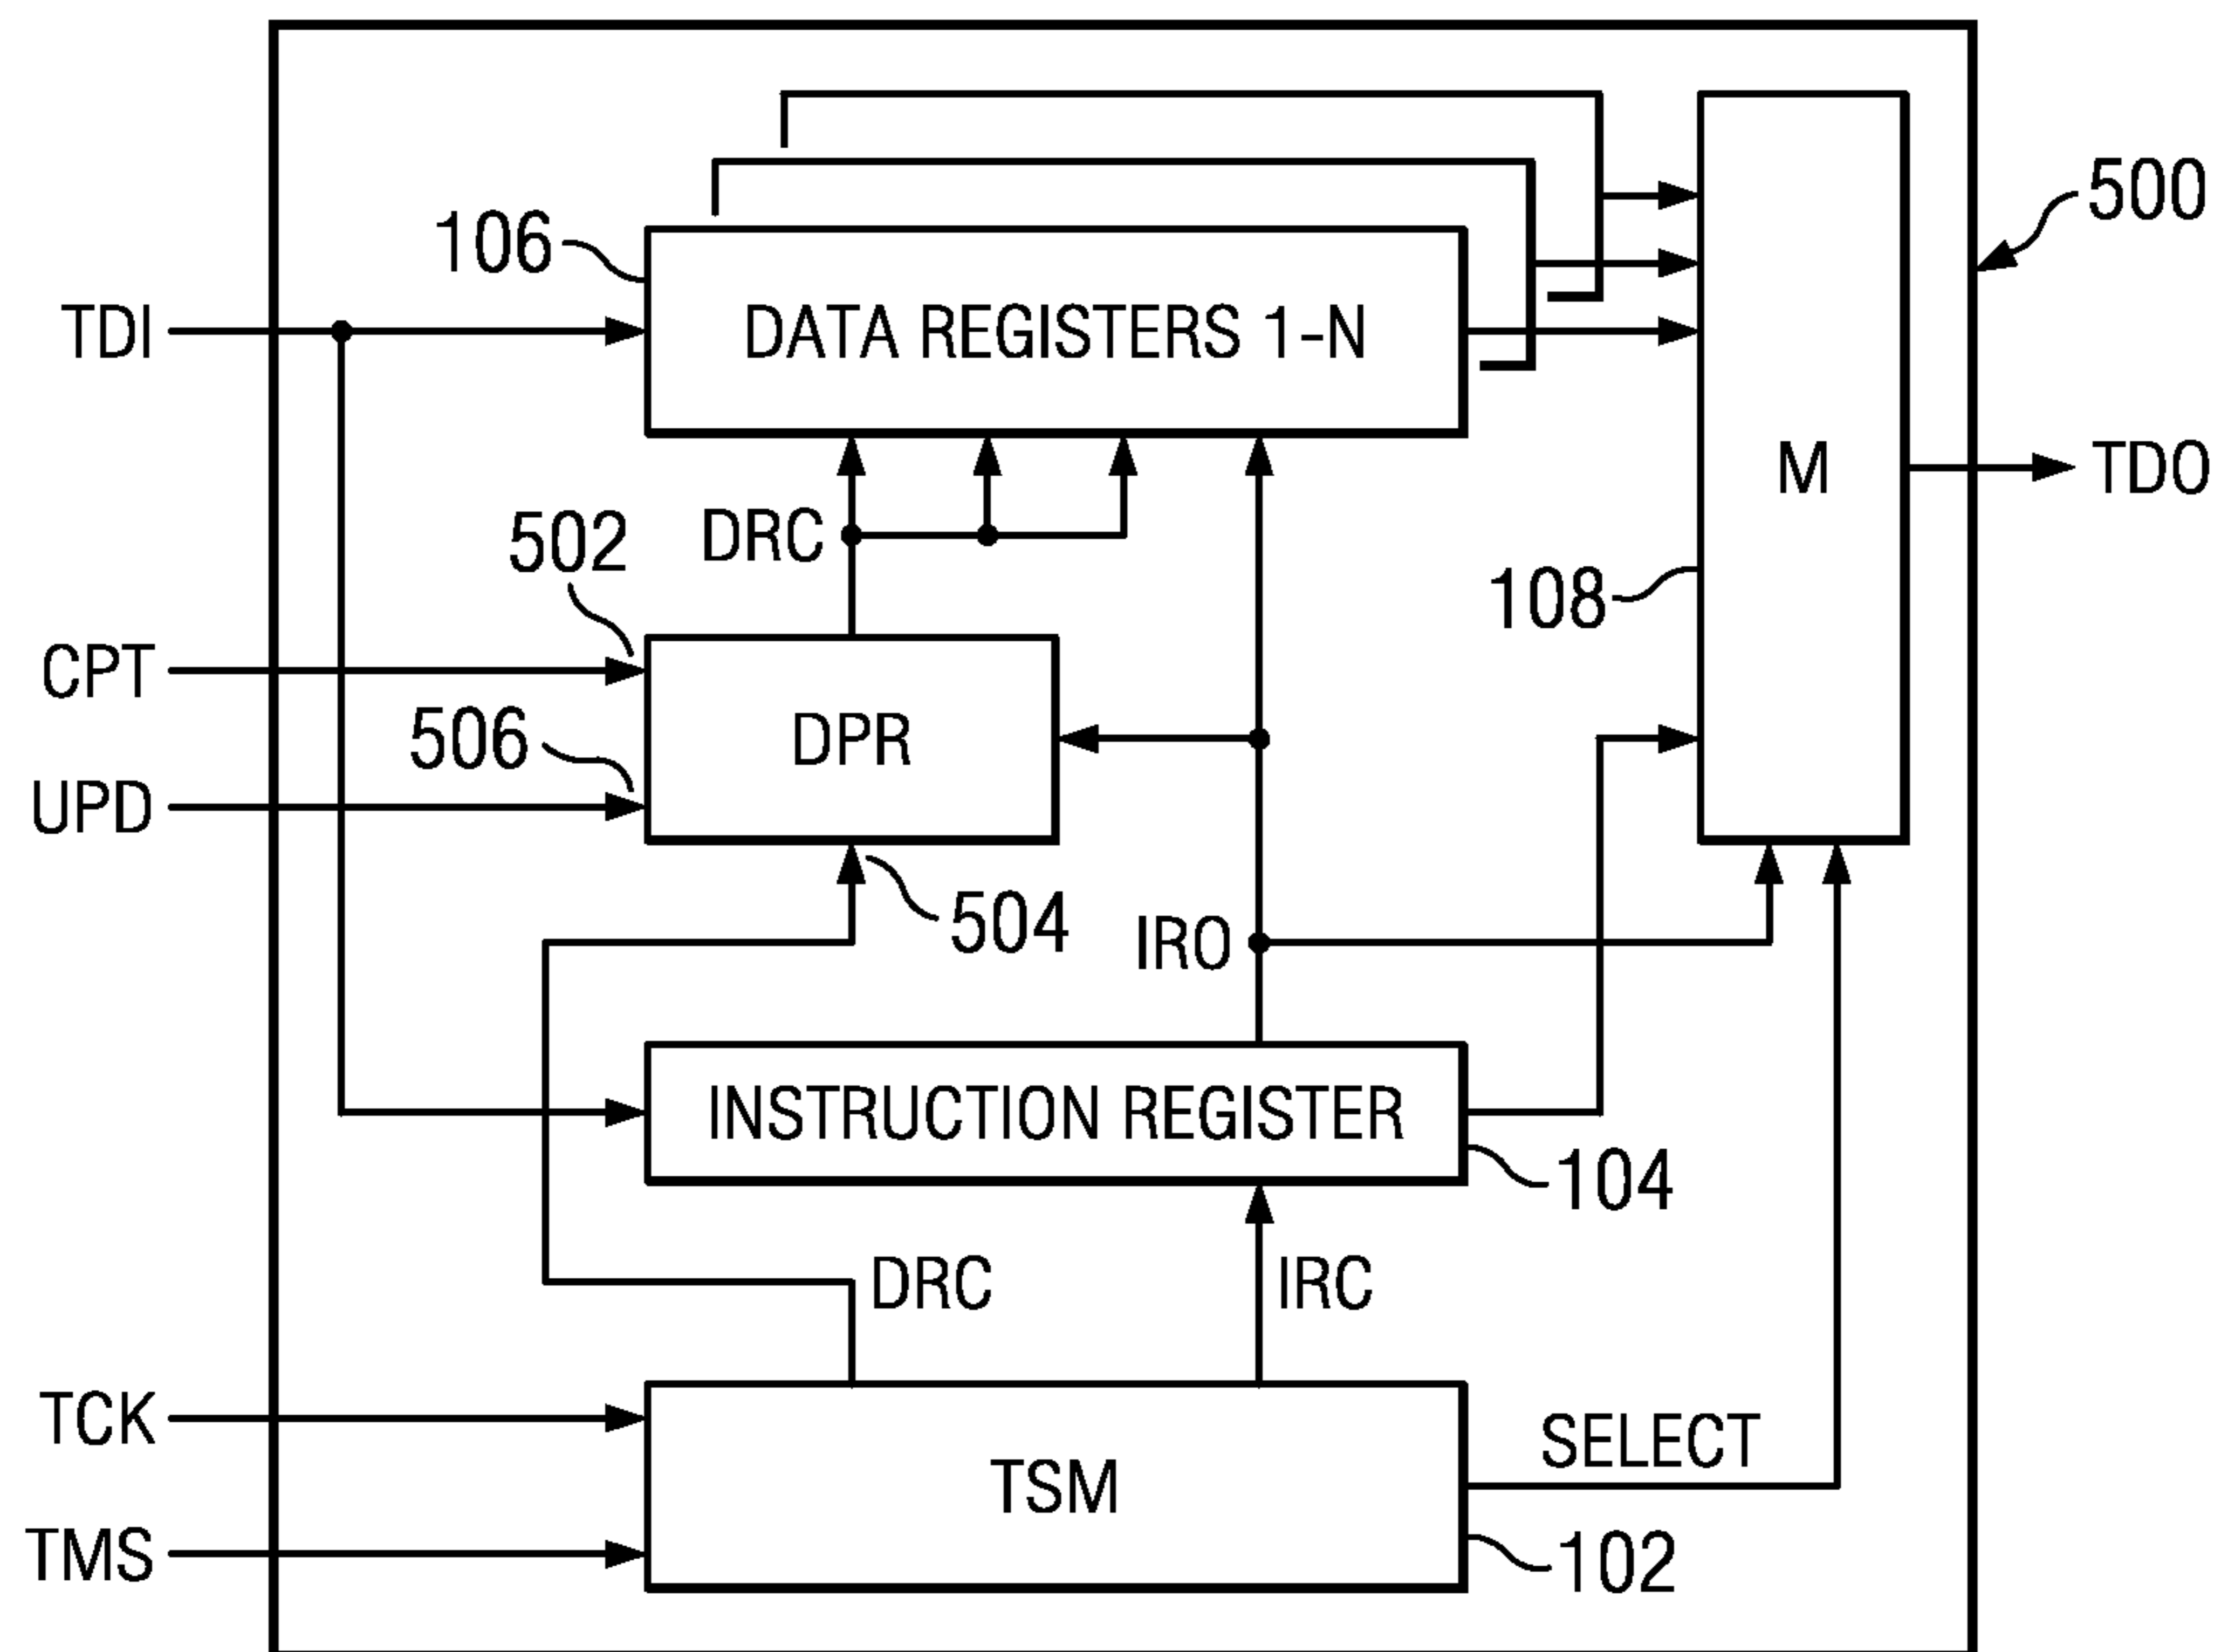 500
106
TDI
DATA REGISTERS 1-N
M
TDO
DRC
502
108
CPT
506
DPR
UPD
504
IRO
INSTRUCTION REGISTER
104
DRC
IRC
TCK
SELECT
TSM
TMS
102